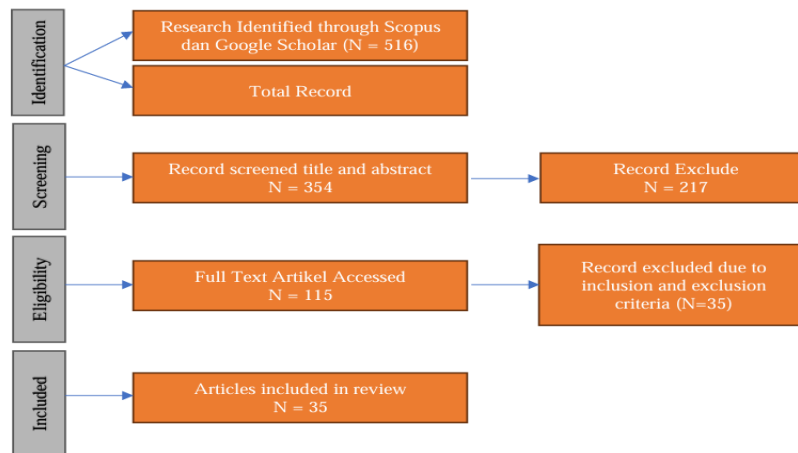 Identification
Research Identified through Scopus
dan Google Scholar (N = 516)
Total Record
Screening
Record screened title and abstract
N = 354
Record Exclude
N = 217
Eligibility
Full Text Artikel Accessed
N = 115
Record excluded due to
inclusion and exclusion
criteria (N=35)
Included
Articles included in review
N = 35